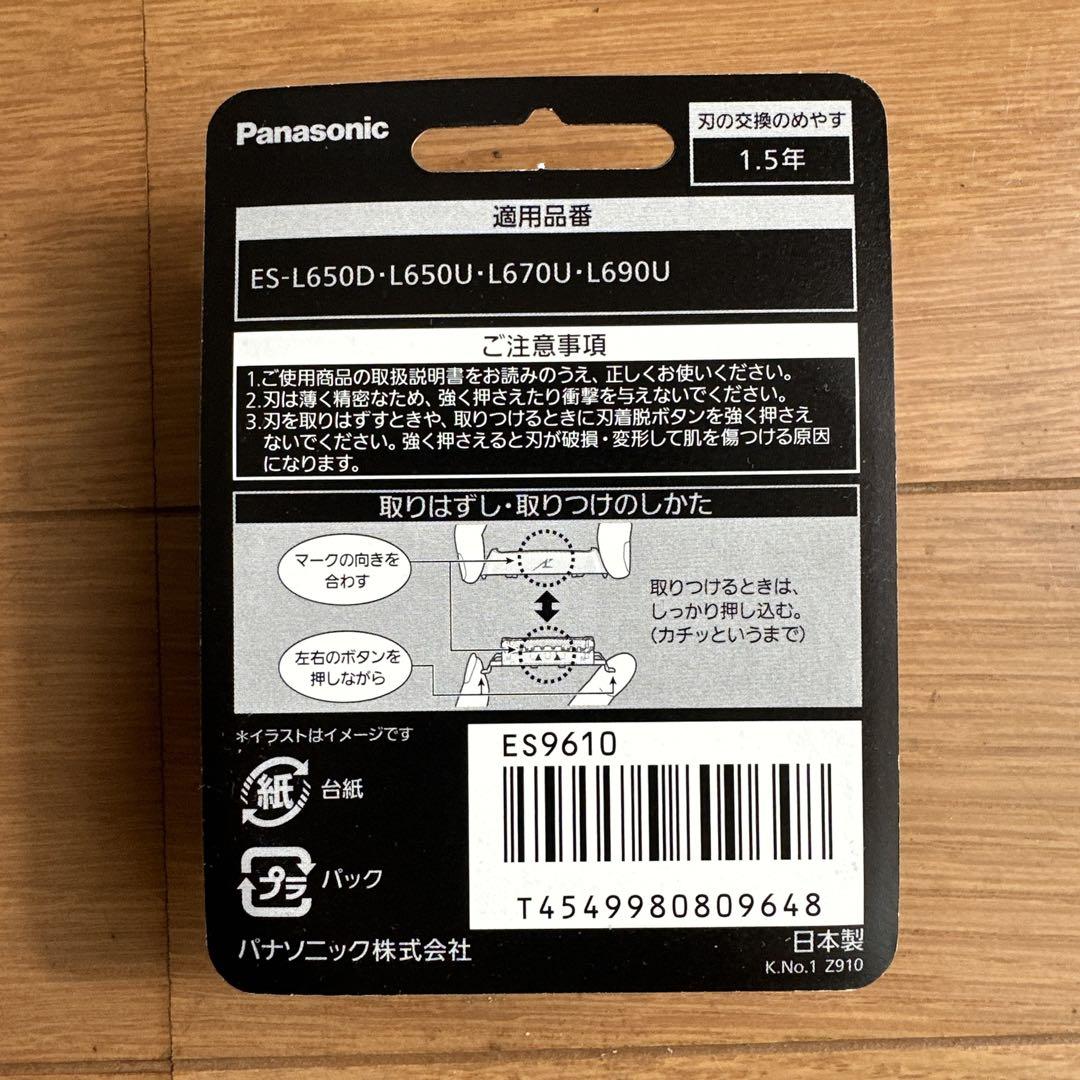 Panasonic
刃の交換のめやす
1.5年
適用品番
ES-L650D・L650U・L670U・L690U
ご注意事項
1.ご使用商品の取扱説明書をお読みのうえ、正しくお使いください。
2.刃は薄く精密なため、強く押さえたり衝撃を与えないでください。
3.刃を取りはずすときや、取りつけるときに刃着脱ボタンを強く押さえ
ないでください。強く押さえると刃が破損・変形して肌を傷つける原因
になります。
取りはずし・取りつけのしかた
マークの向きを
合わす
取りつけるときは、
しっかり押し込む。
(カチッというまで)
左右のボタンを
押しながら
＊イラストはイメージです
紙 台紙
プラ パック
パナソニック株式会社
ES9610
T4549980809648
日本製
K.No.1 Z910